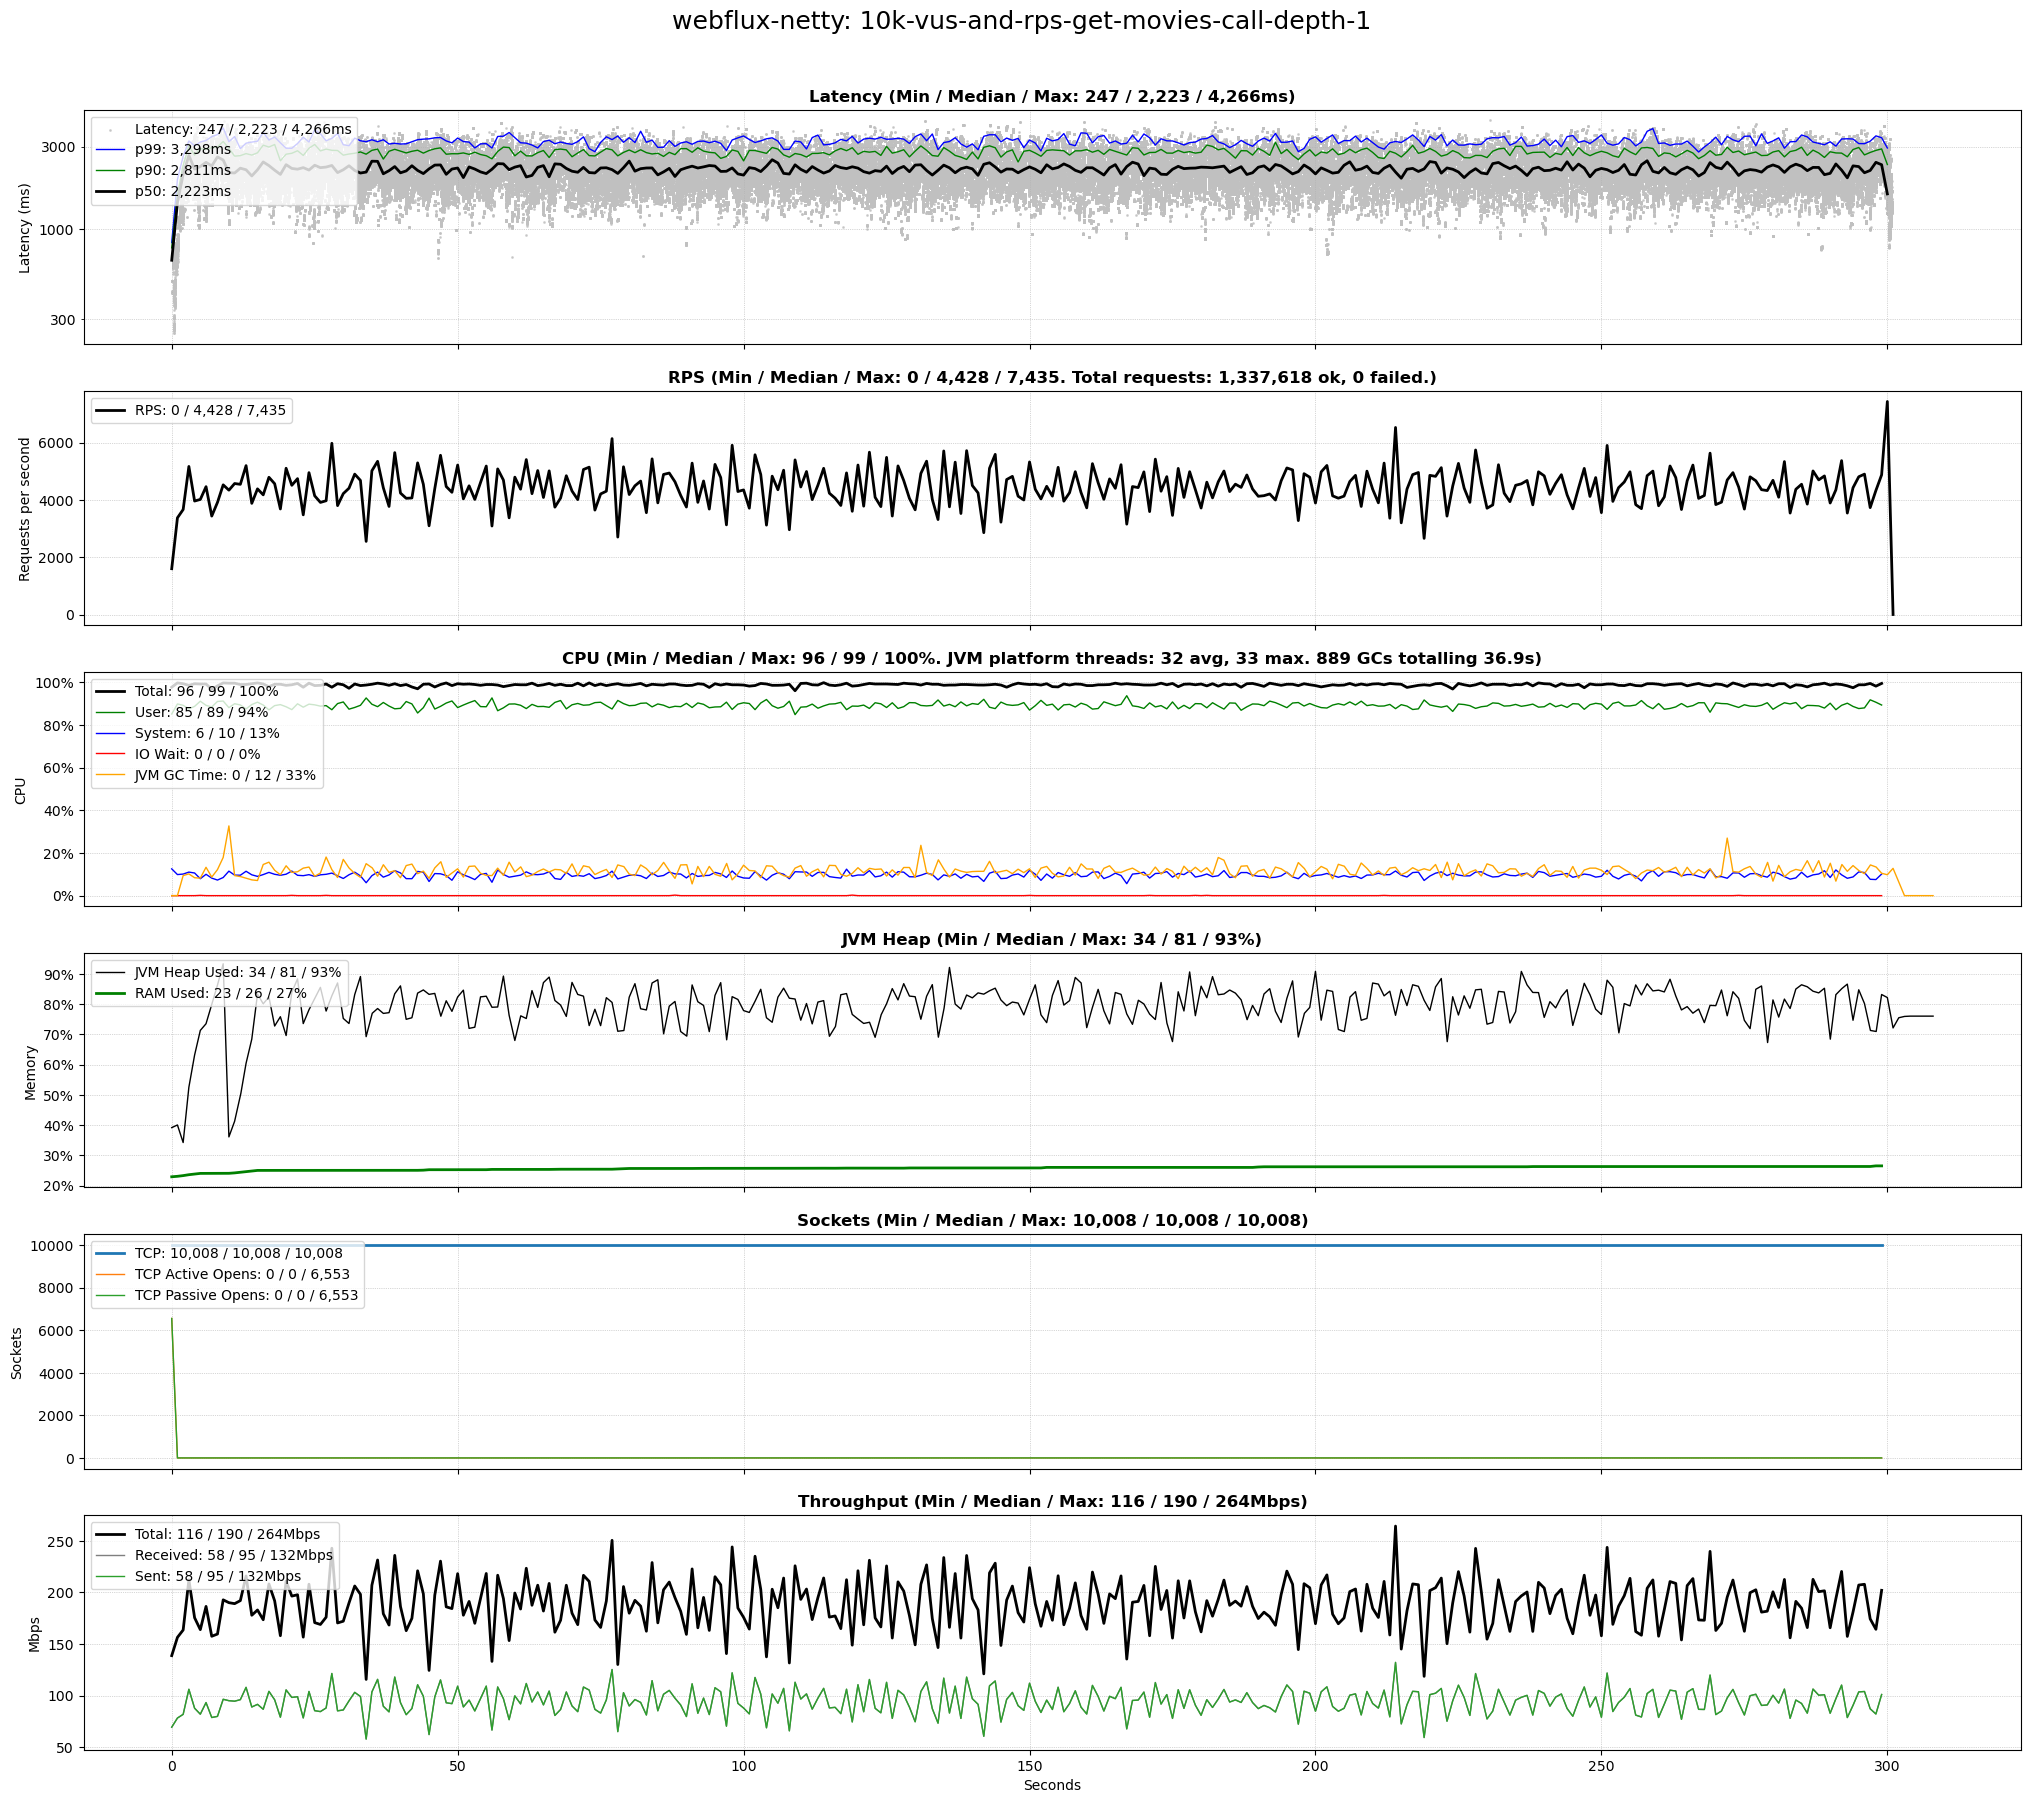 webflux-netty: 10k-vus-and-rps-get-movies-call-depth-1
Latency (Min / Median / Max: 247 / 2,223 / 4,266ms)
Latency: 247 / 2,223 / 4,266ms
p99: 3,298ms
p90: 2,811ms
p50: 2,223ms
3000
1000
300
Latency (ms)
RPS (Min / Median / Max: 0 / 4,428 / 7,435. Total requests: 1,337,618 ok, 0 failed.)
RPS: 0 / 4,428 / 7,435
6000
4000
2000
0
Requests per second
CPU (Min / Median / Max: 96 / 99 / 100%. JVM platform threads: 32 avg, 33 max. 889 GCs totalling 36.9s)
Total: 96 / 99 / 100%
User: 85 / 89 / 94%
System: 6 / 10 / 13%
IO Wait: 0 / 0 / 0%
JVM GC Time: 0 / 12 / 33%
100%
80%
60%
40%
20%
0%
CPU
JVM Heap (Min / Median / Max: 34 / 81 / 93%)
JVM Heap Used: 34 / 81 / 93%
RAM Used: 23 / 26 / 27%
90%
80%
70%
60%
50%
40%
30%
20%
Memory
Sockets (Min / Median / Max: 10,008 / 10,008 / 10,008)
TCP: 10,008 / 10,008 / 10,008
TCP Active Opens: 0 / 0 / 6,553
TCP Passive Opens: 0 / 0 / 6,553
10000
8000
6000
4000
2000
0
Sockets
Throughput (Min / Median / Max: 116 / 190 / 264Mbps)
Total: 116 / 190 / 264Mbps
Received: 58 / 95 / 132Mbps
Sent: 58 / 95 / 132Mbps
250
200
150
100
50
Mbps
0 50 100 150 200 250 300
Seconds